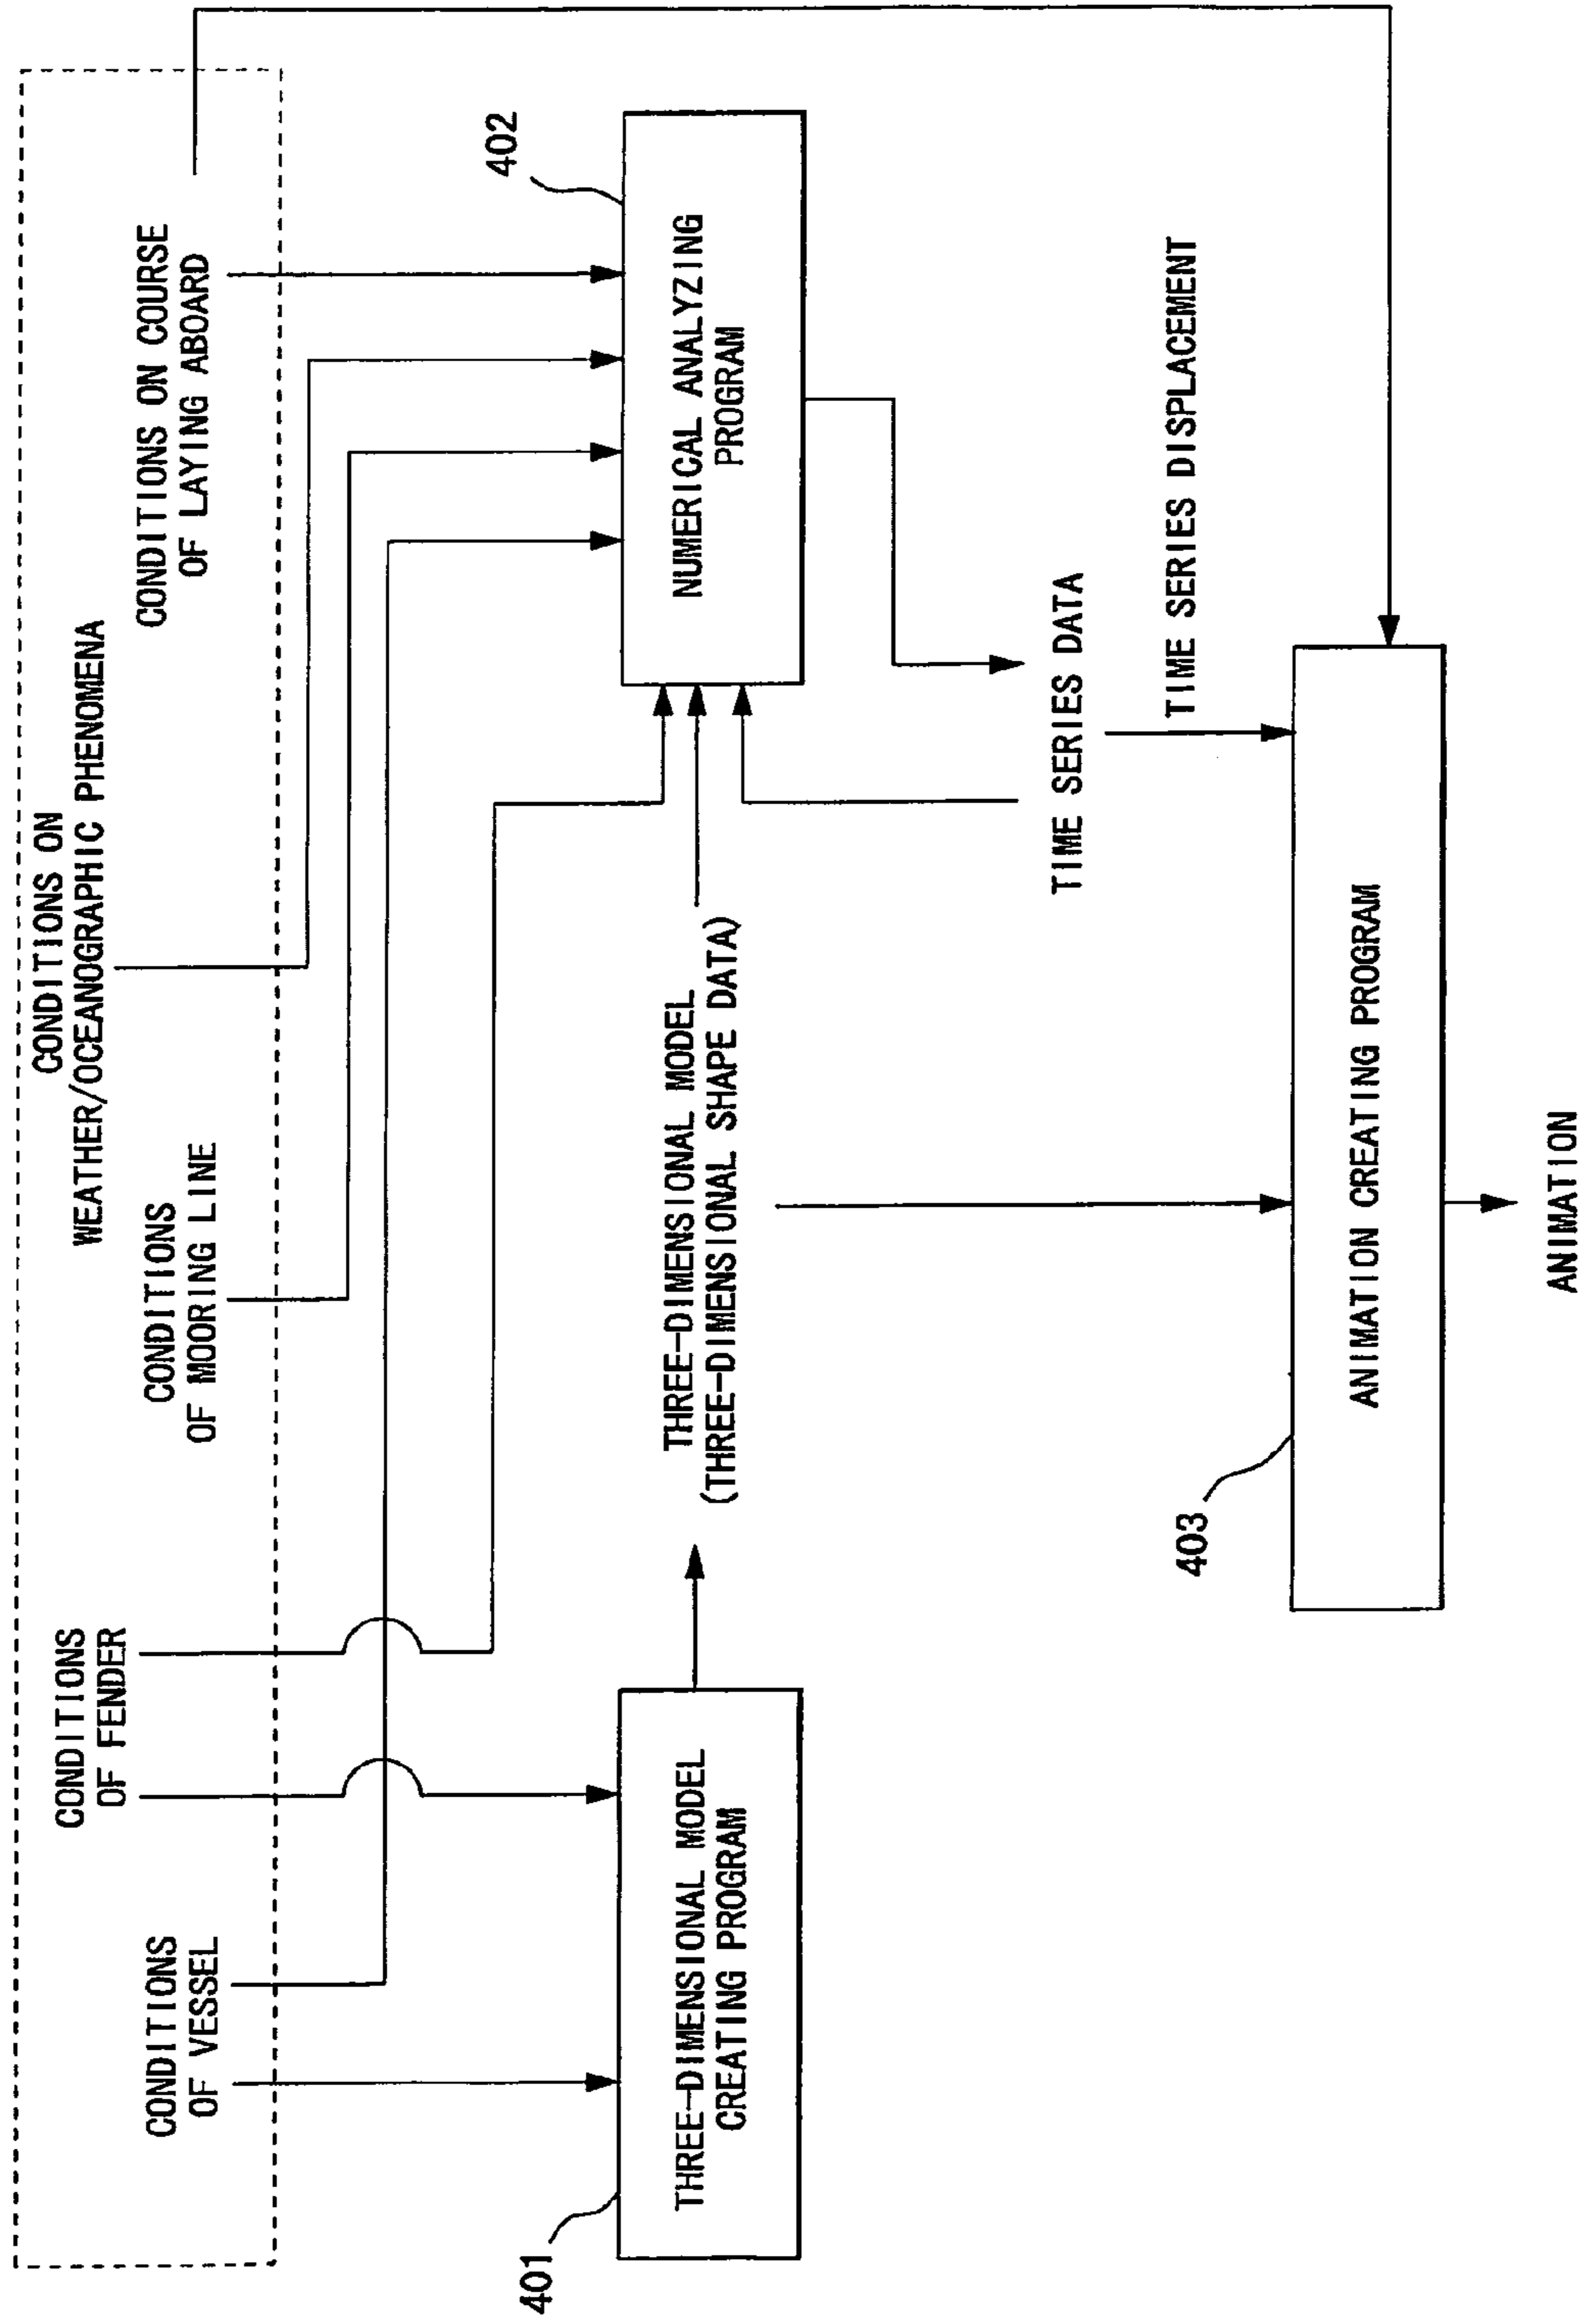 CONDITIONS
OF VESSEL
CONDITIONS
OF FENDER
CONDITIONS
OF MOORING LINE
CONDITIONS ON
WEATHER/OCEANOGRAPHIC PHENOMENA
CONDITIONS ON COURSE
OF LAYING ABOARD
401
THREE-DIMENSIONAL MODEL
CREATING PROGRAM
THREE-DIMENSIONAL MODEL
(THREE-DIMENSIONAL SHAPE DATA)
402
NUMERICAL ANALYZING
PROGRAM
TIME SERIES DATA
TIME SERIES DISPLACEMENT
403
ANIMATION CREATING PROGRAM
ANIMATION